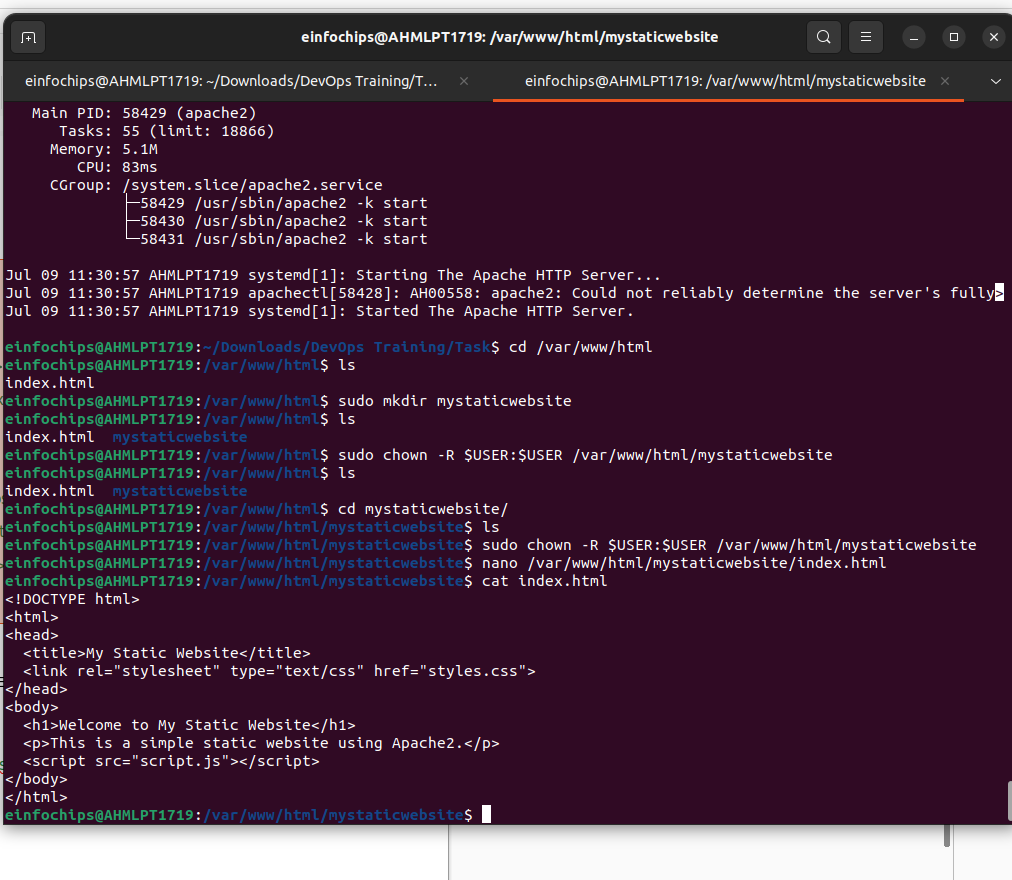 einfochips@AHMLPT1719: /var/www/html/mystaticwebsite
einfochips@AHMLPT1719: ~/Downloads/DevOps Training/T... × einfochips@AHMLPT1719: /var/www/html/mystaticwebsite ×
Main PID: 58429 (apache2)
Tasks: 55 (limit: 18866)
Memory: 5.1M
CPU: 83ms
CGroup: /system.slice/apache2.service
├─58429 /usr/sbin/apache2 -k start
├─58430 /usr/sbin/apache2 -k start
└─58431 /usr/sbin/apache2 -k start
Jul 09 11:30:57 AHMLPT1719 systemd[1]: Starting The Apache HTTP Server...
Jul 09 11:30:57 AHMLPT1719 apachectl[58428]: AH00558: apache2: Could not reliably determine the server's fully>
Jul 09 11:30:57 AHMLPT1719 systemd[1]: Started The Apache HTTP Server.
einfochips@AHMLPT1719:~/Downloads/DevOps Training/Task$ cd /var/www/html
einfochips@AHMLPT1719:/var/www/html$ ls
index.html
einfochips@AHMLPT1719:/var/www/html$ sudo mkdir mystaticwebsite
einfochips@AHMLPT1719:/var/www/html$ ls
index.html  mystaticwebsite
einfochips@AHMLPT1719:/var/www/html$ sudo chown -R $USER:$USER /var/www/html/mystaticwebsite
einfochips@AHMLPT1719:/var/www/html$ ls
index.html  mystaticwebsite
einfochips@AHMLPT1719:/var/www/html$ cd mystaticwebsite/
einfochips@AHMLPT1719:/var/www/html/mystaticwebsite$ ls
einfochips@AHMLPT1719:/var/www/html/mystaticwebsite$ sudo chown -R $USER:$USER /var/www/html/mystaticwebsite
einfochips@AHMLPT1719:/var/www/html/mystaticwebsite$ nano /var/www/html/mystaticwebsite/index.html
einfochips@AHMLPT1719:/var/www/html/mystaticwebsite$ cat index.html
<!DOCTYPE html>
<html>
<head>
  <title>My Static Website</title>
  <link rel="stylesheet" type="text/css" href="styles.css">
</head>
<body>
  <h1>Welcome to My Static Website</h1>
  <p>This is a simple static website using Apache2.</p>
  <script src="script.js"></script>
</body>
</html>
einfochips@AHMLPT1719:/var/www/html/mystaticwebsite$